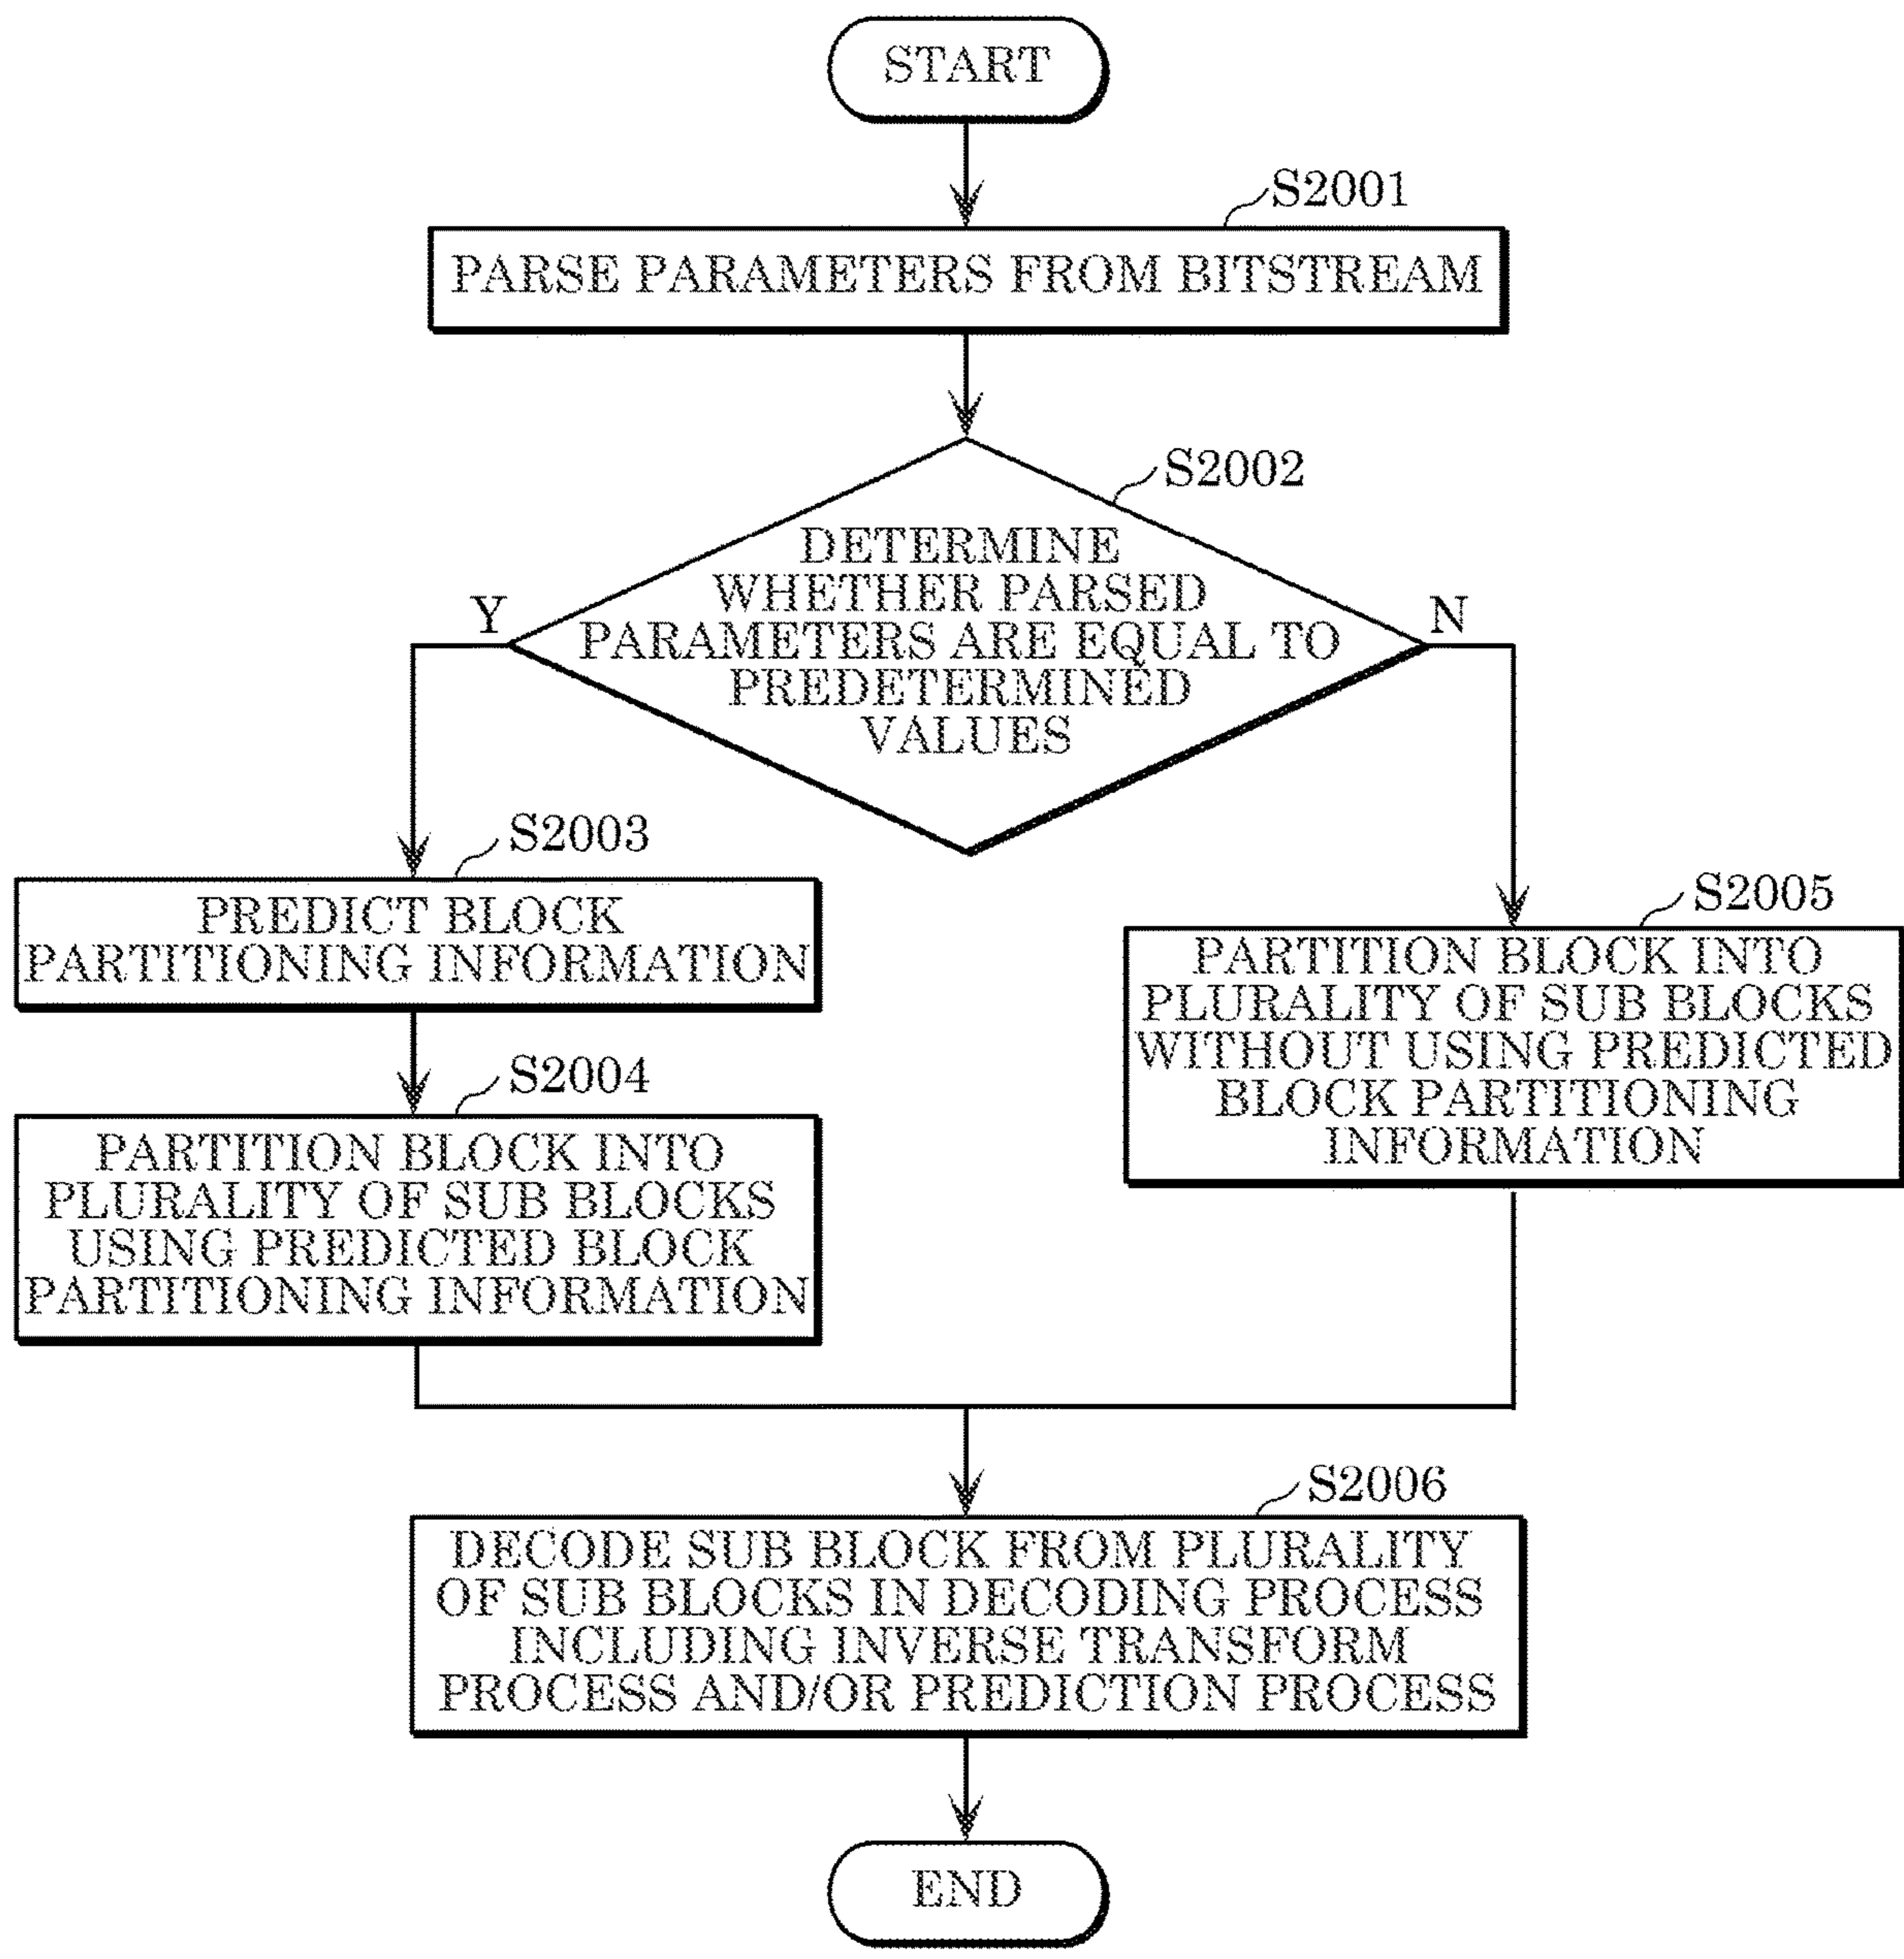 START
S2001
PARSE PARAMETERS FROM BITSTREAM
S2002
DETERMINE
WHETHER PARSED
PARAMETERS ARE EQUAL TO
PREDETERMINED
VALUES
Y
N
S2003
PREDICT BLOCK
PARTITIONING INFORMATION
S2004
PARTITION BLOCK INTO
PLURALITY OF SUB BLOCKS
USING PREDICTED BLOCK
PARTITIONING INFORMATION
S2005
PARTITION BLOCK INTO
PLURALITY OF SUB BLOCKS
WITHOUT USING PREDICTED
BLOCK PARTITIONING
INFORMATION
S2006
DECODE SUB BLOCK FROM PLURALITY
OF SUB BLOCKS IN DECODING PROCESS
INCLUDING INVERSE TRANSFORM
PROCESS AND/OR PREDICTION PROCESS
END